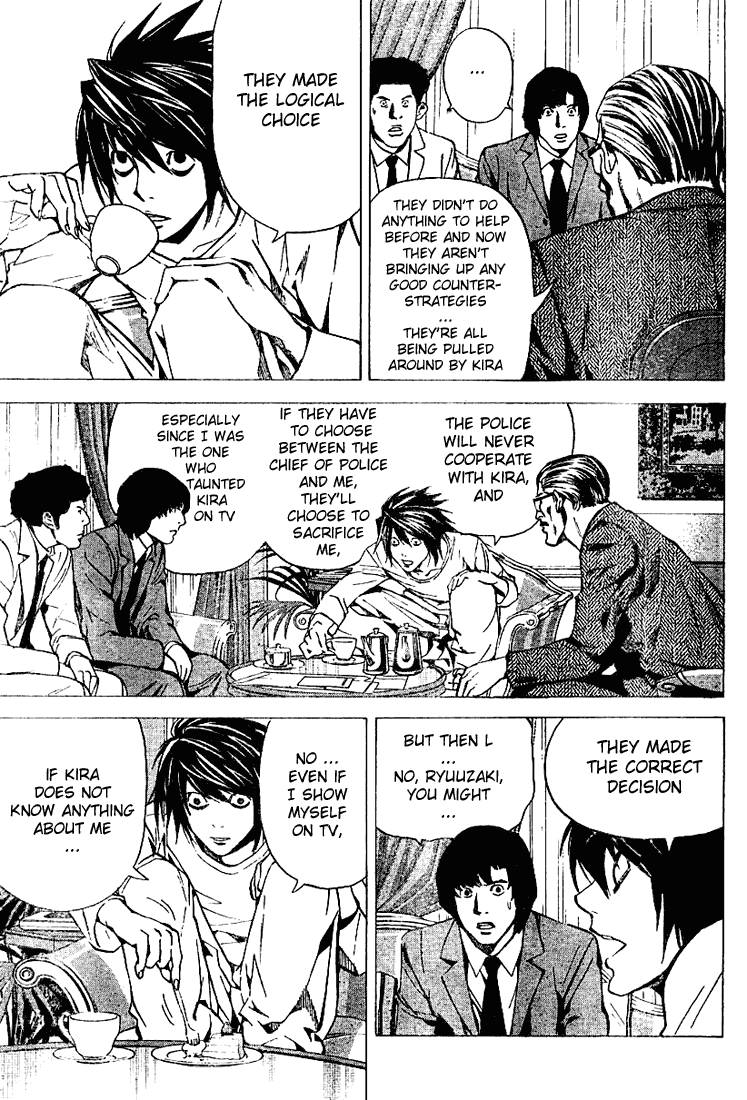 ...
THEY DIDN'T DO
ANYTHING TO HELP
BEFORE AND NOW
THEY AREN'T
BRINGING UP ANY
GOOD COUNTER-
STRATEGIES
...
THEY'RE ALL
BEING PULLED
AROUND BY KIRA
THEY MADE
THE LOGICAL
CHOICE
THE POLICE
WILL NEVER
COOPERATE
WITH KIRA,
AND
IF THEY HAVE
TO CHOOSE
BETWEEN THE
CHIEF OF POLICE
AND ME,
THEY'LL
CHOOSE TO
SACRIFICE
ME,
ESPECIALLY
SINCE I WAS
THE ONE
WHO
TAUNTED
KIRA
ON TV
THEY MADE
THE CORRECT
DECISION
BUT THEN L
...
NO, RYUUZAKI,
YOU MIGHT
...
NO ...
EVEN IF
I SHOW
MYSELF
ON TV,
IF KIRA
DOES NOT
KNOW ANYTHING
ABOUT ME
...